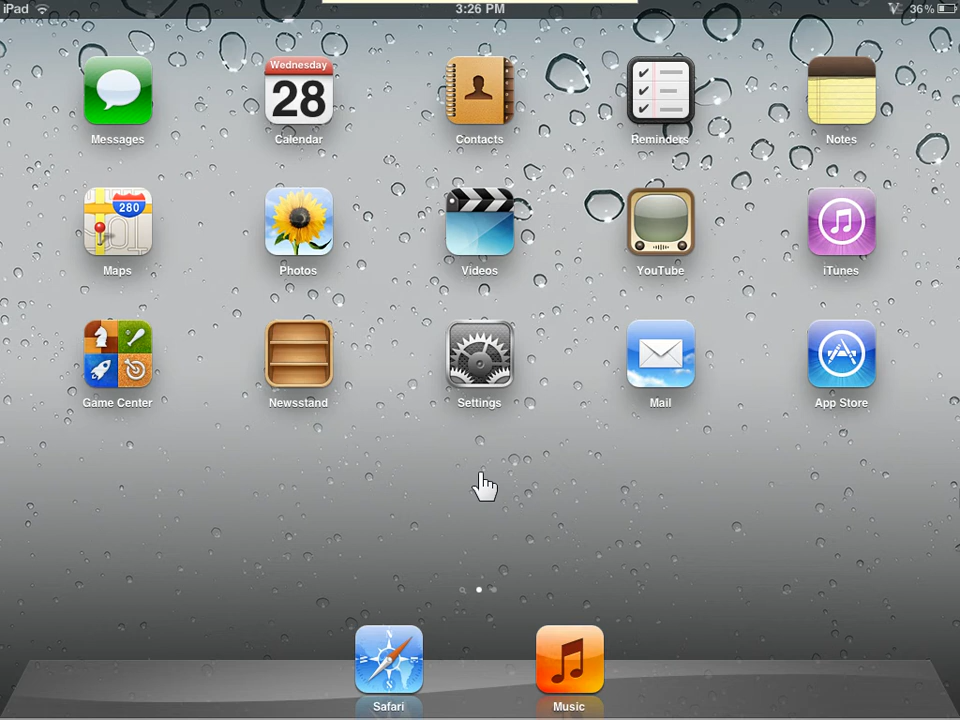 iPad 3:26 PM 36%
Wednesday
28
Messages Calendar Contacts Reminders Notes
280
Maps Photos Videos YouTube iTunes
Game Center Newsstand Settings Mail App Store
N
S
Safari Music